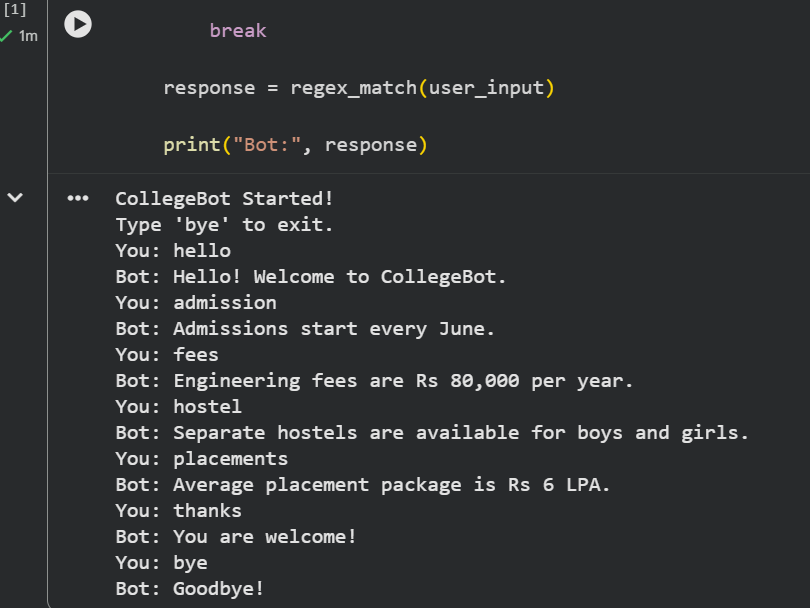 [1]
1m
break
response = regex_match(user_input)
print("Bot:", response)
CollegeBot Started!
Type 'bye' to exit.
You: hello
Bot: Hello! Welcome to CollegeBot.
You: admission
Bot: Admissions start every June.
You: fees
Bot: Engineering fees are Rs 80,000 per year.
You: hostel
Bot: Separate hostels are available for boys and girls.
You: placements
Bot: Average placement package is Rs 6 LPA.
You: thanks
Bot: You are welcome!
You: bye
Bot: Goodbye!